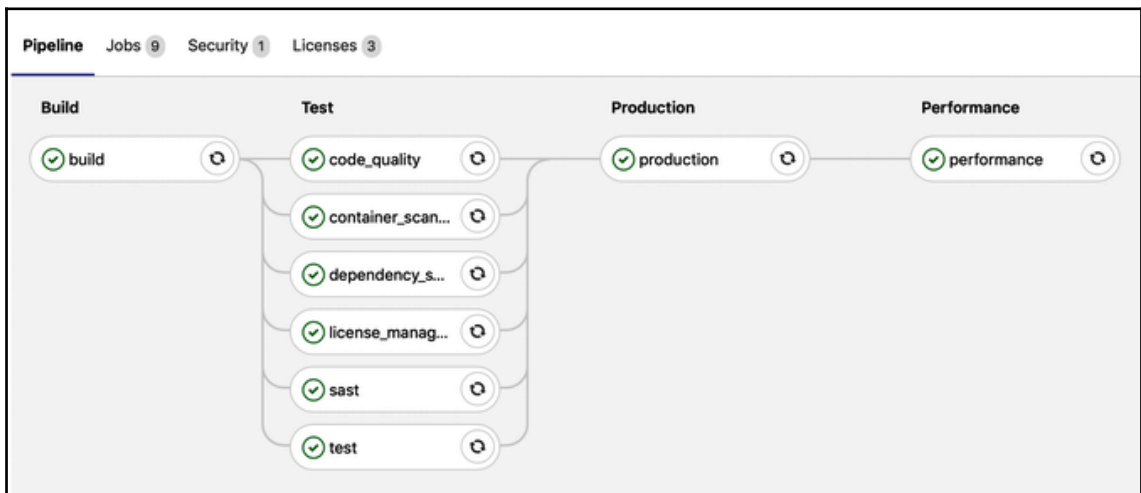 Pipeline Jobs 9 Security 1 Licenses 3
Build Test Production Performance
build code_quality production performance
container_scan...
dependency_s...
license_manag...
sast
test